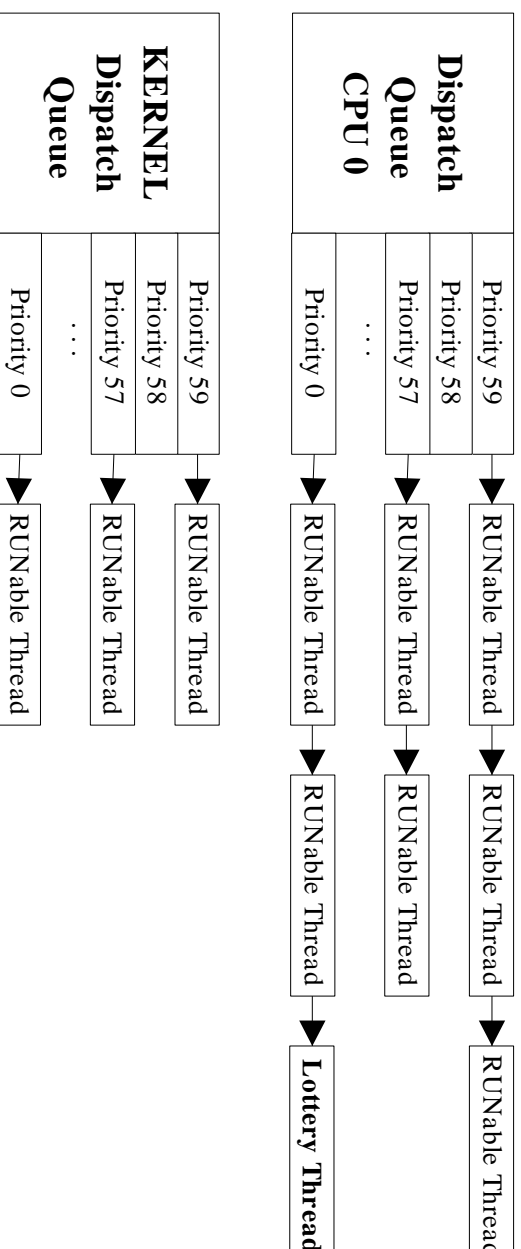 Dispatch
Queue
CPU 0
Priority 59
RUNable Thread
RUNable Thread
RUNable Thread
Priority 58
Priority 57
RUNable Thread
RUNable Thread
. . .
Priority 0
RUNable Thread
RUNable Thread
Lottery Thread
KERNEL
Dispatch
Queue
Priority 59
RUNable Thread
Priority 58
Priority 57
RUNable Thread
. . .
Priority 0
RUNable Thread